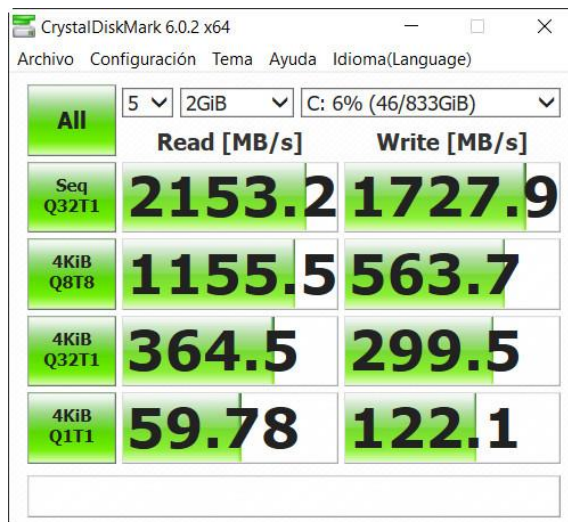 CrystalDiskMark 6.0.2 x64
Archivo Configuración Tema Ayuda Idioma(Language)
All 5 2GiB C: 6% (46/833GiB)
Read [MB/s] Write [MB/s]
Seq
Q32T1 2153.2 1727.9
4KiB
Q8T8 1155.5 563.7
4KiB
Q32T1 364.5 299.5
4KiB
Q1T1 59.78 122.1